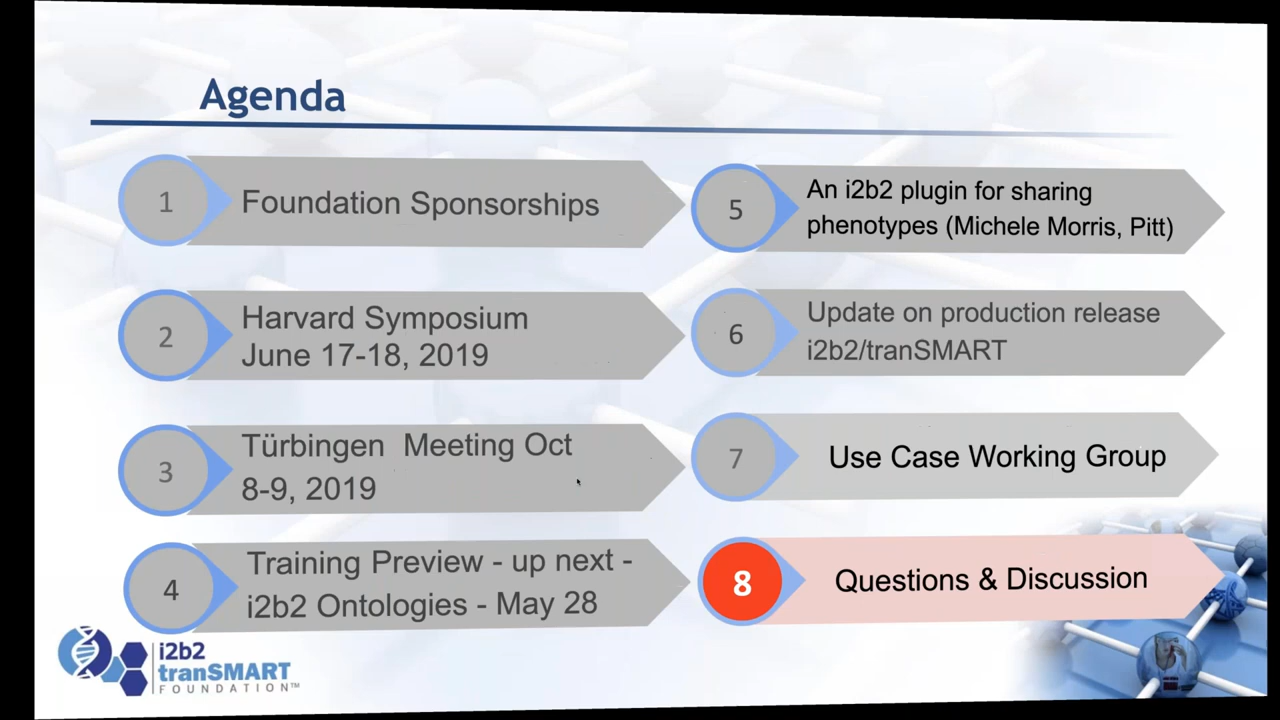 Agenda
1
Foundation Sponsorships
2
Harvard Symposium
June 17-18, 2019
3
Türbingen Meeting Oct
8-9, 2019
4
Training Preview - up next -
i2b2 Ontologies - May 28
5
An i2b2 plugin for sharing
phenotypes (Michele Morris, Pitt)
6
Update on production release
i2b2/tranSMART
7
Use Case Working Group
8
Questions & Discussion
i2b2
tranSMART
FOUNDATION™